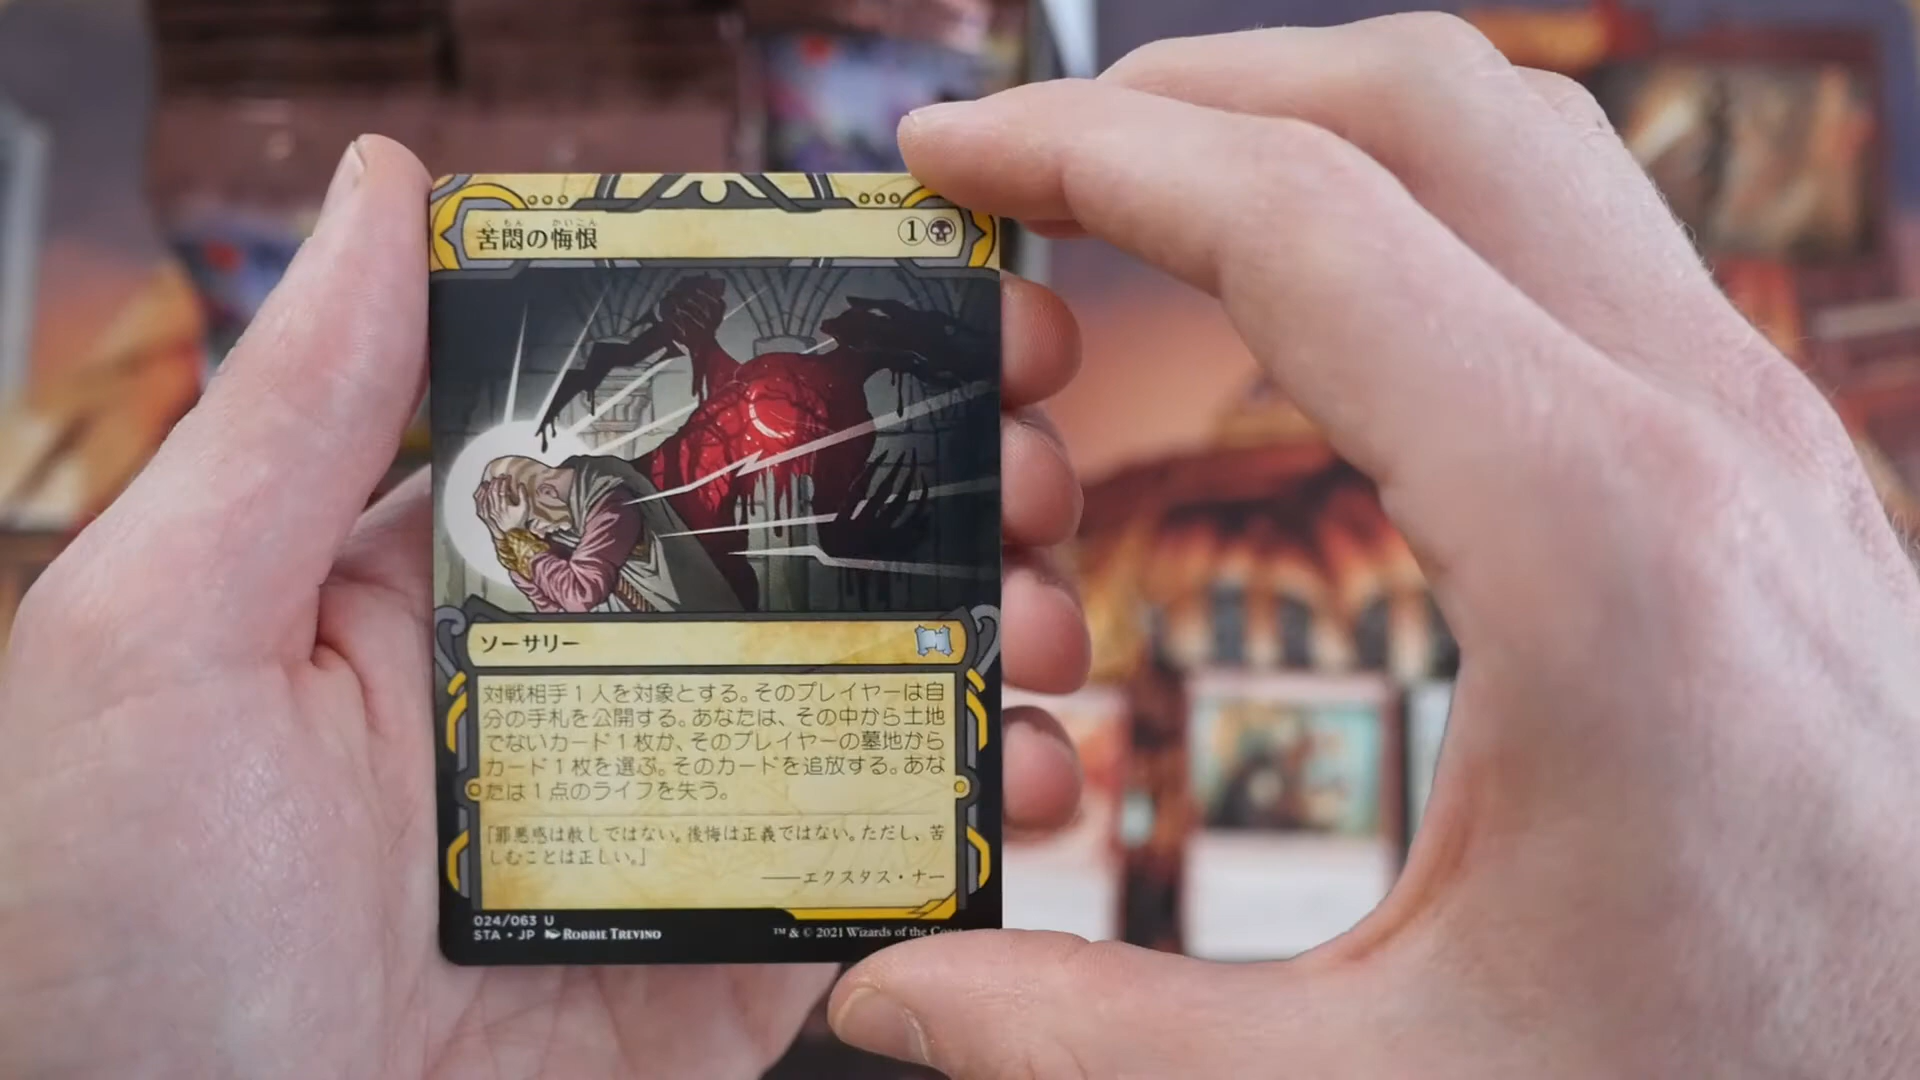 くもん かいこん
苦悶の悔恨
1
ソーサリー
対戦相手1人を対象とする。そのプレイヤーは自
分の手札を公開する。あなたは、その中から土地
でないカード1枚か、そのプレイヤーの墓地から
カード1枚を選ぶ。そのカードを追放する。あな
たは1点のライフを失う。
「罪悪感は赦しではない。後悔は正義ではない。ただし、苦
しむことは正しい。」
――エクスタス・ナー
024/063 U
STA • JP Robbie Trevino
™ & © 2021 Wizards of the